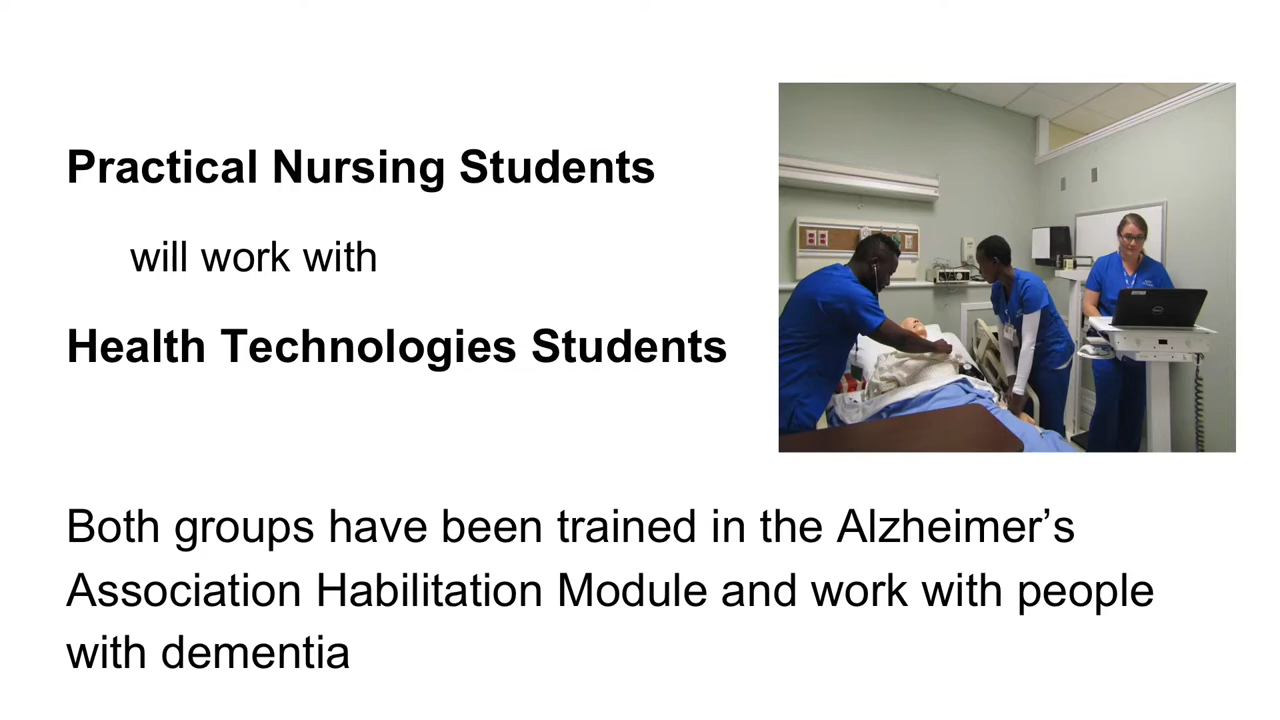 Practical Nursing Students
will work with
Health Technologies Students
Both groups have been trained in the Alzheimer’s
Association Habilitation Module and work with people
with dementia